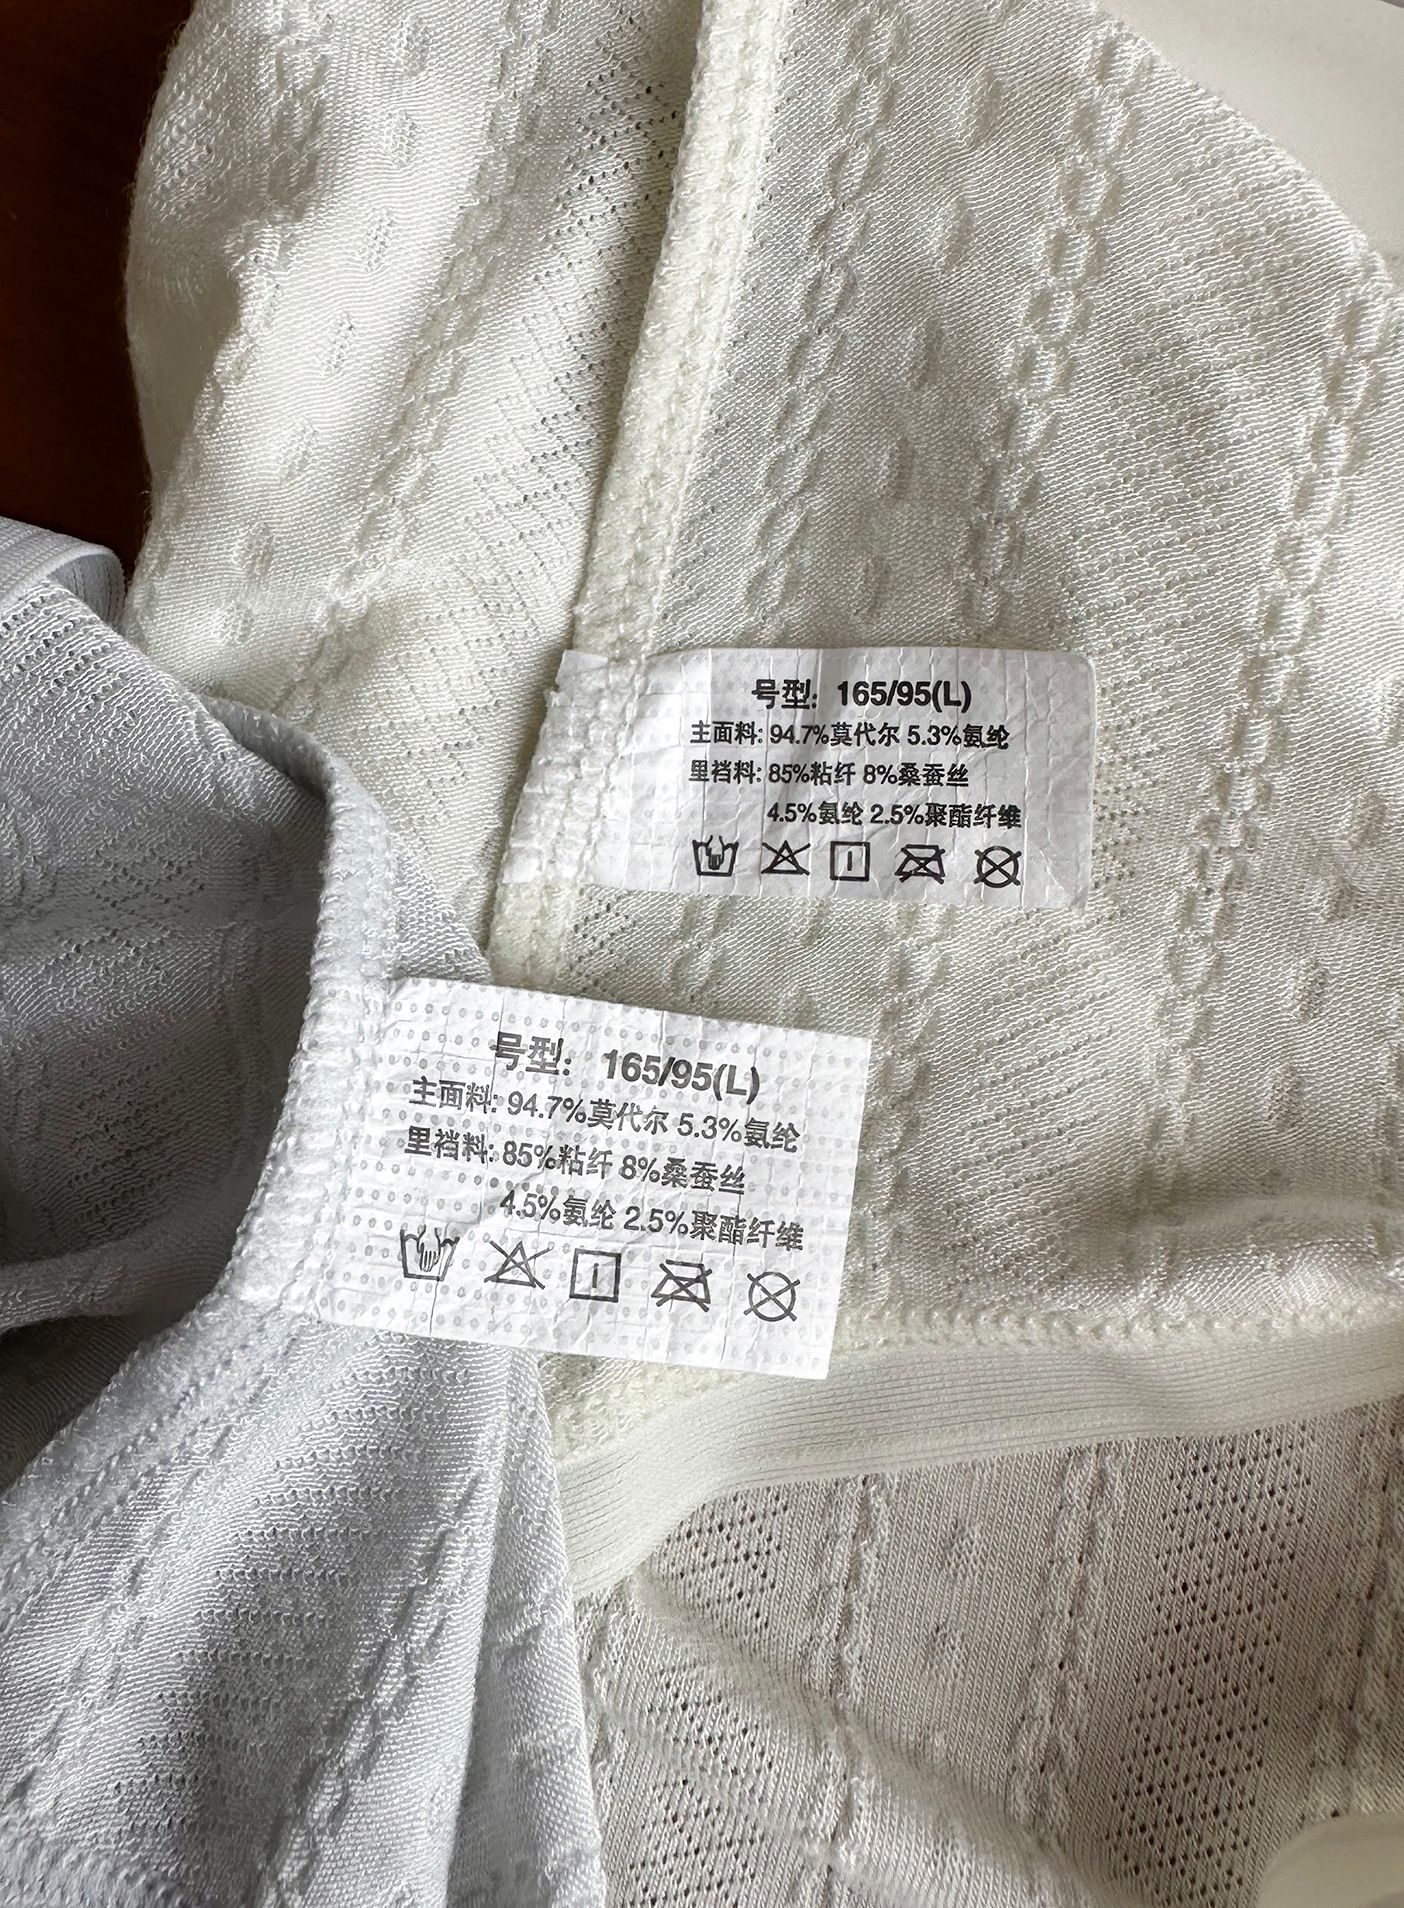 号型: 165/95(L)
主面料: 94.7%莫代尔 5.3%氨纶
里裆料: 85%粘纤 8%桑蚕丝
4.5%氨纶 2.5%聚酯纤维
号型: 165/95(L)
主面料: 94.7%莫代尔 5.3%氨纶
里裆料: 85%粘纤 8%桑蚕丝
4.5%氨纶 2.5%聚酯纤维